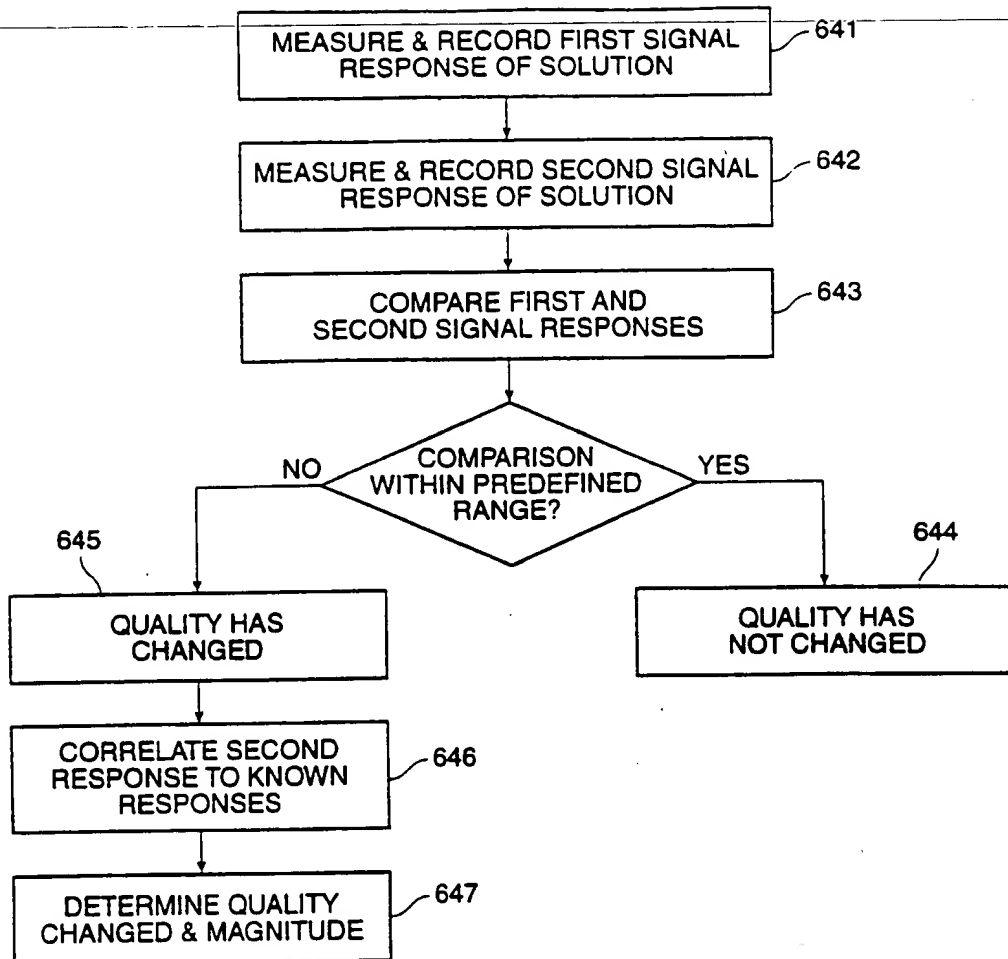 MEASURE & RECORD FIRST SIGNAL
RESPONSE OF SOLUTION
641
MEASURE & RECORD SECOND SIGNAL
RESPONSE OF SOLUTION
642
COMPARE FIRST AND
SECOND SIGNAL RESPONSES
643
COMPARISON
WITHIN PREDEFINED
RANGE?
NO
YES
645
QUALITY HAS
CHANGED
644
QUALITY HAS
NOT CHANGED
CORRELATE SECOND
RESPONSE TO KNOWN
RESPONSES
646
DETERMINE QUALITY
CHANGED & MAGNITUDE
647